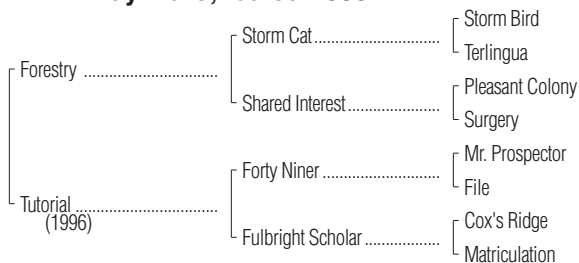 Storm Bird
Storm Cat
Terlingua
Forestry
Pleasant Colony
Shared Interest
Surgery
Mr. Prospector
Forty Niner
File
Tutorial
(1996)
Cox's Ridge
Fulbright Scholar
Matriculation